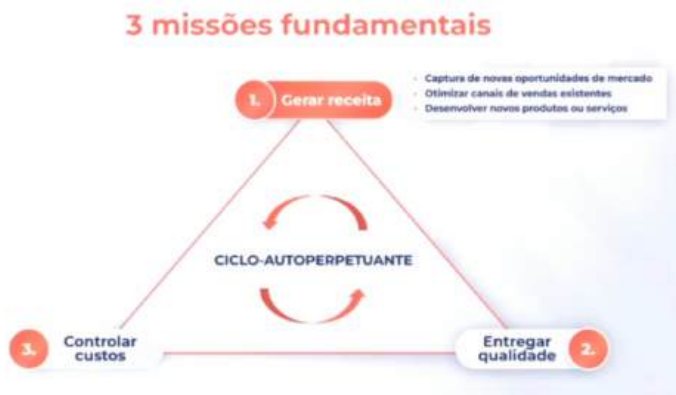 3 missões fundamentais
1. Gerar receita
· Captura de novas oportunidades de mercado
· Otimizar canais de vendas existentes
· Desenvolver novos produtos ou serviços
CICLO-AUTOPERPETUANTE
3. Controlar
custos
Entregar
qualidade 2.